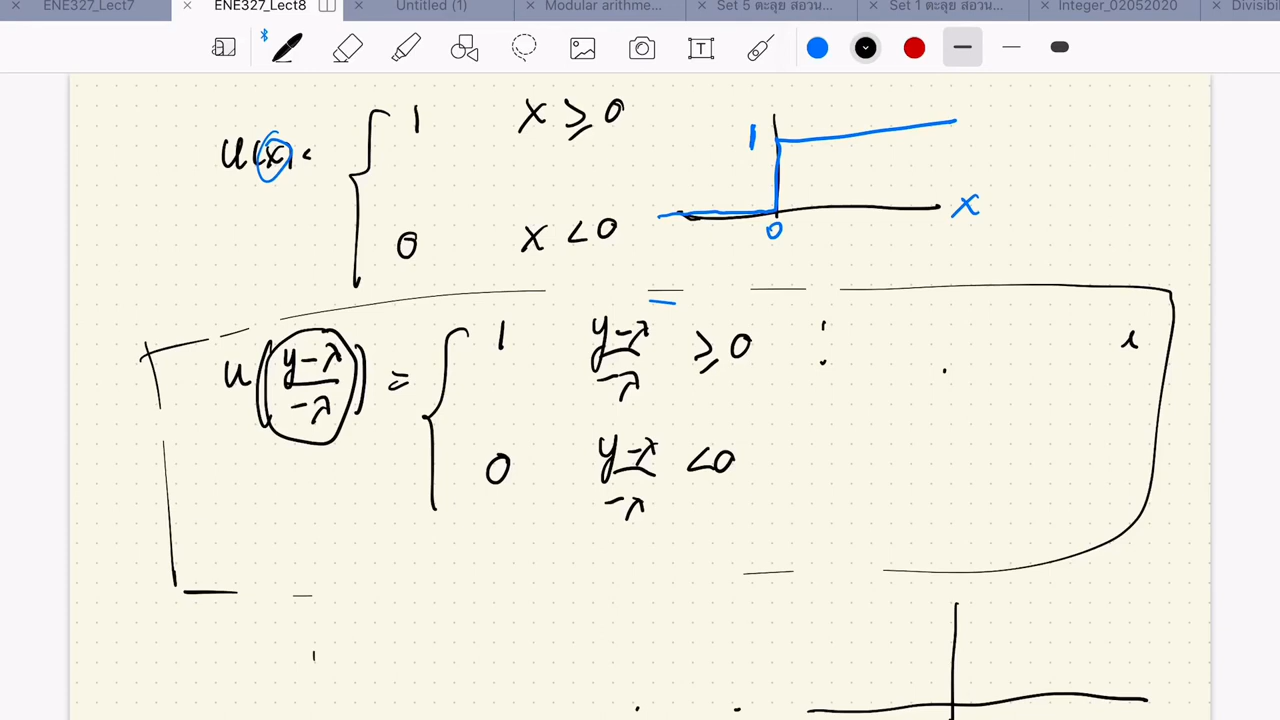 ENE327_Lect7 ENE327_Lect8 Untitled (1) Modular arithme... Set 5 ตะลุย สอวน... Set 1 ตะลุย สอวน... Integer_02052020 Divisibil
T
u(x) = { 1 x ≥ 0
0 x < 0
1
0 x
u((y-λ)/(-λ)) = { 1 (y-λ)/(-λ) ≥ 0
0 (y-λ)/(-λ) < 0